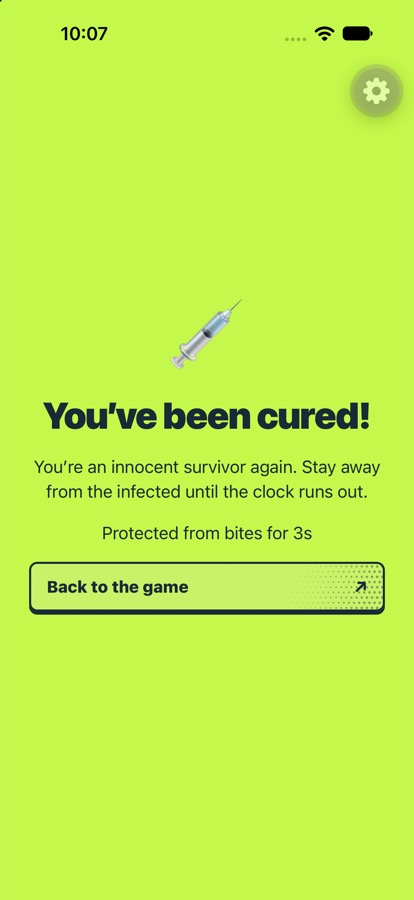 10:07
You’ve been cured!
You’re an innocent survivor again. Stay away
from the infected until the clock runs out.
Protected from bites for 3s
Back to the game